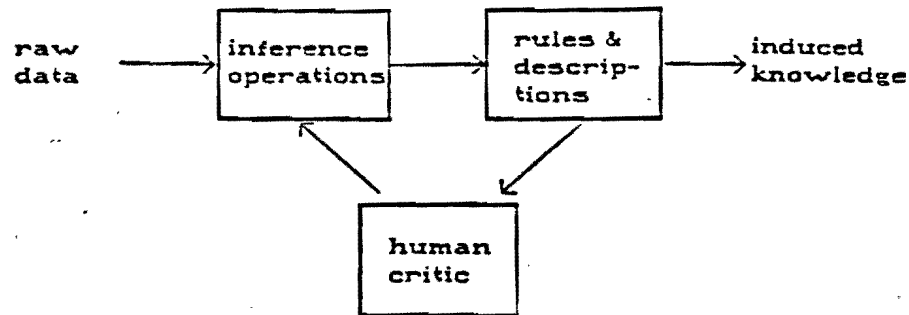 raw
data
inference
operations
rules &
descrip-
tions
induced
knowledge
human
critic